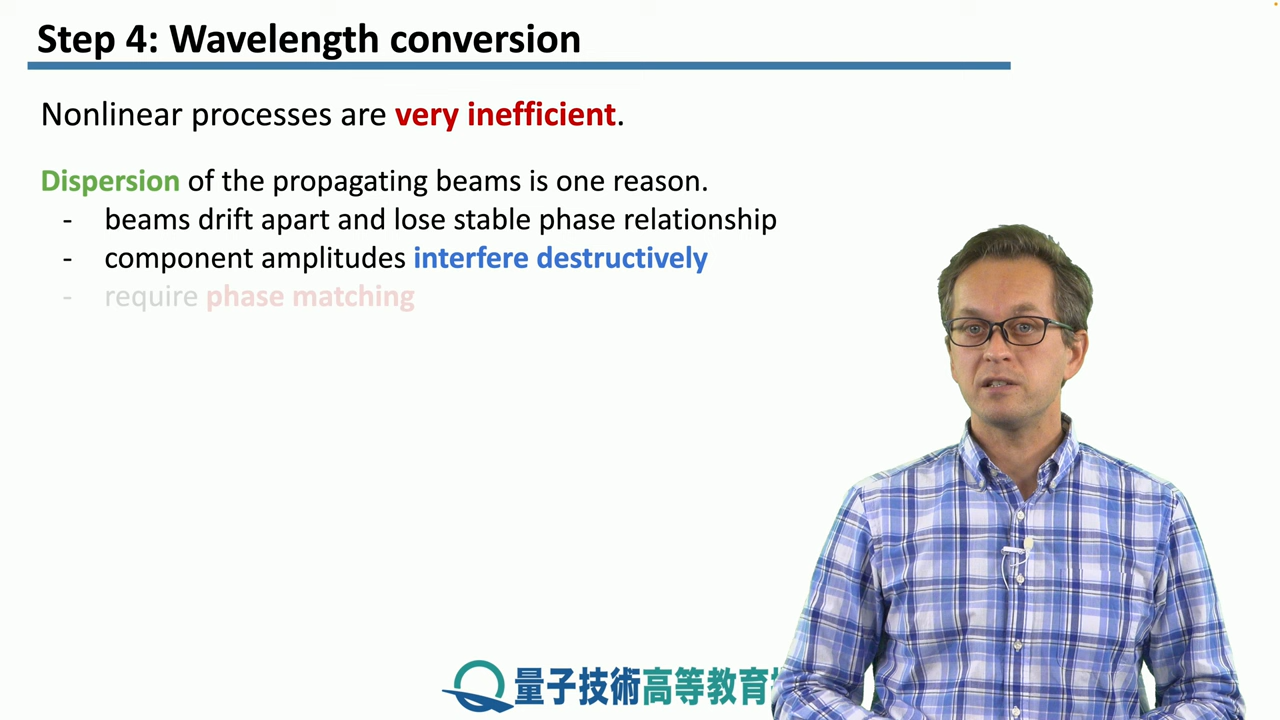 Step 4: Wavelength conversion
Nonlinear processes are very inefficient.
Dispersion of the propagating beams is one reason.
- beams drift apart and lose stable phase relationship
- component amplitudes interfere destructively
- require phase matching
量子技術高等教育